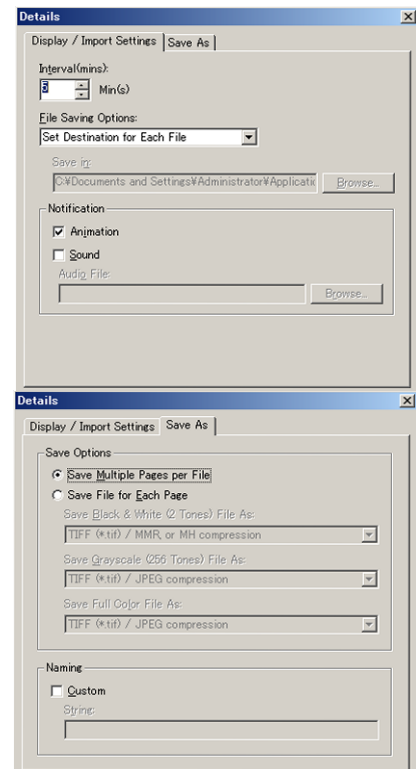 Details
Display / Import Settings
Save As
Interval(mins):
5
Min(s)
File Saving Options:
Set Destination for Each File
Save in:
C:¥Documents and Settings¥Administrator¥Applicatic
Browse...
Notification
Animation
Sound
Audio File:
Browse...
Details
Display / Import Settings
Save As
Save Options
Save Multiple Pages per File
Save File for Each Page
Save Black & White (2 Tones) File As:
TIFF (*.tif) / MMR, or MH compression
Save Grayscale (256 Tones) File As:
TIFF (*.tif) / JPEG compression
Save Full Color File As:
TIFF (*.tif) / JPEG compression
Naming
Custom
String: